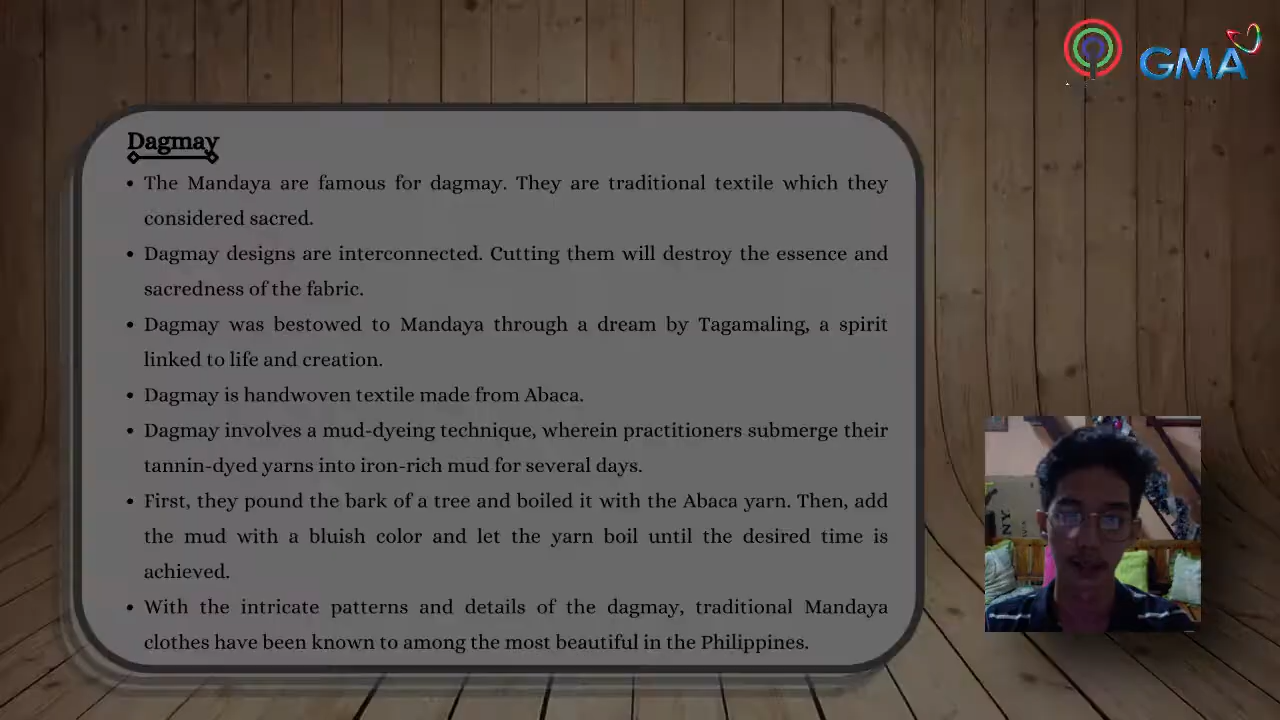 GMA
Dagmay
• The Mandaya are famous for dagmay. They are traditional textile which they
considered sacred.
• Dagmay designs are interconnected. Cutting them will destroy the essence and
sacredness of the fabric.
• Dagmay was bestowed to Mandaya through a dream by Tagamaling, a spirit
linked to life and creation.
• Dagmay is handwoven textile made from Abaca.
• Dagmay involves a mud-dyeing technique, wherein practitioners submerge their
tannin-dyed yarns into iron-rich mud for several days.
• First, they pound the bark of a tree and boiled it with the Abaca yarn. Then, add
the mud with a bluish color and let the yarn boil until the desired time is
achieved.
• With the intricate patterns and details of the dagmay, traditional Mandaya
clothes have been known to among the most beautiful in the Philippines.